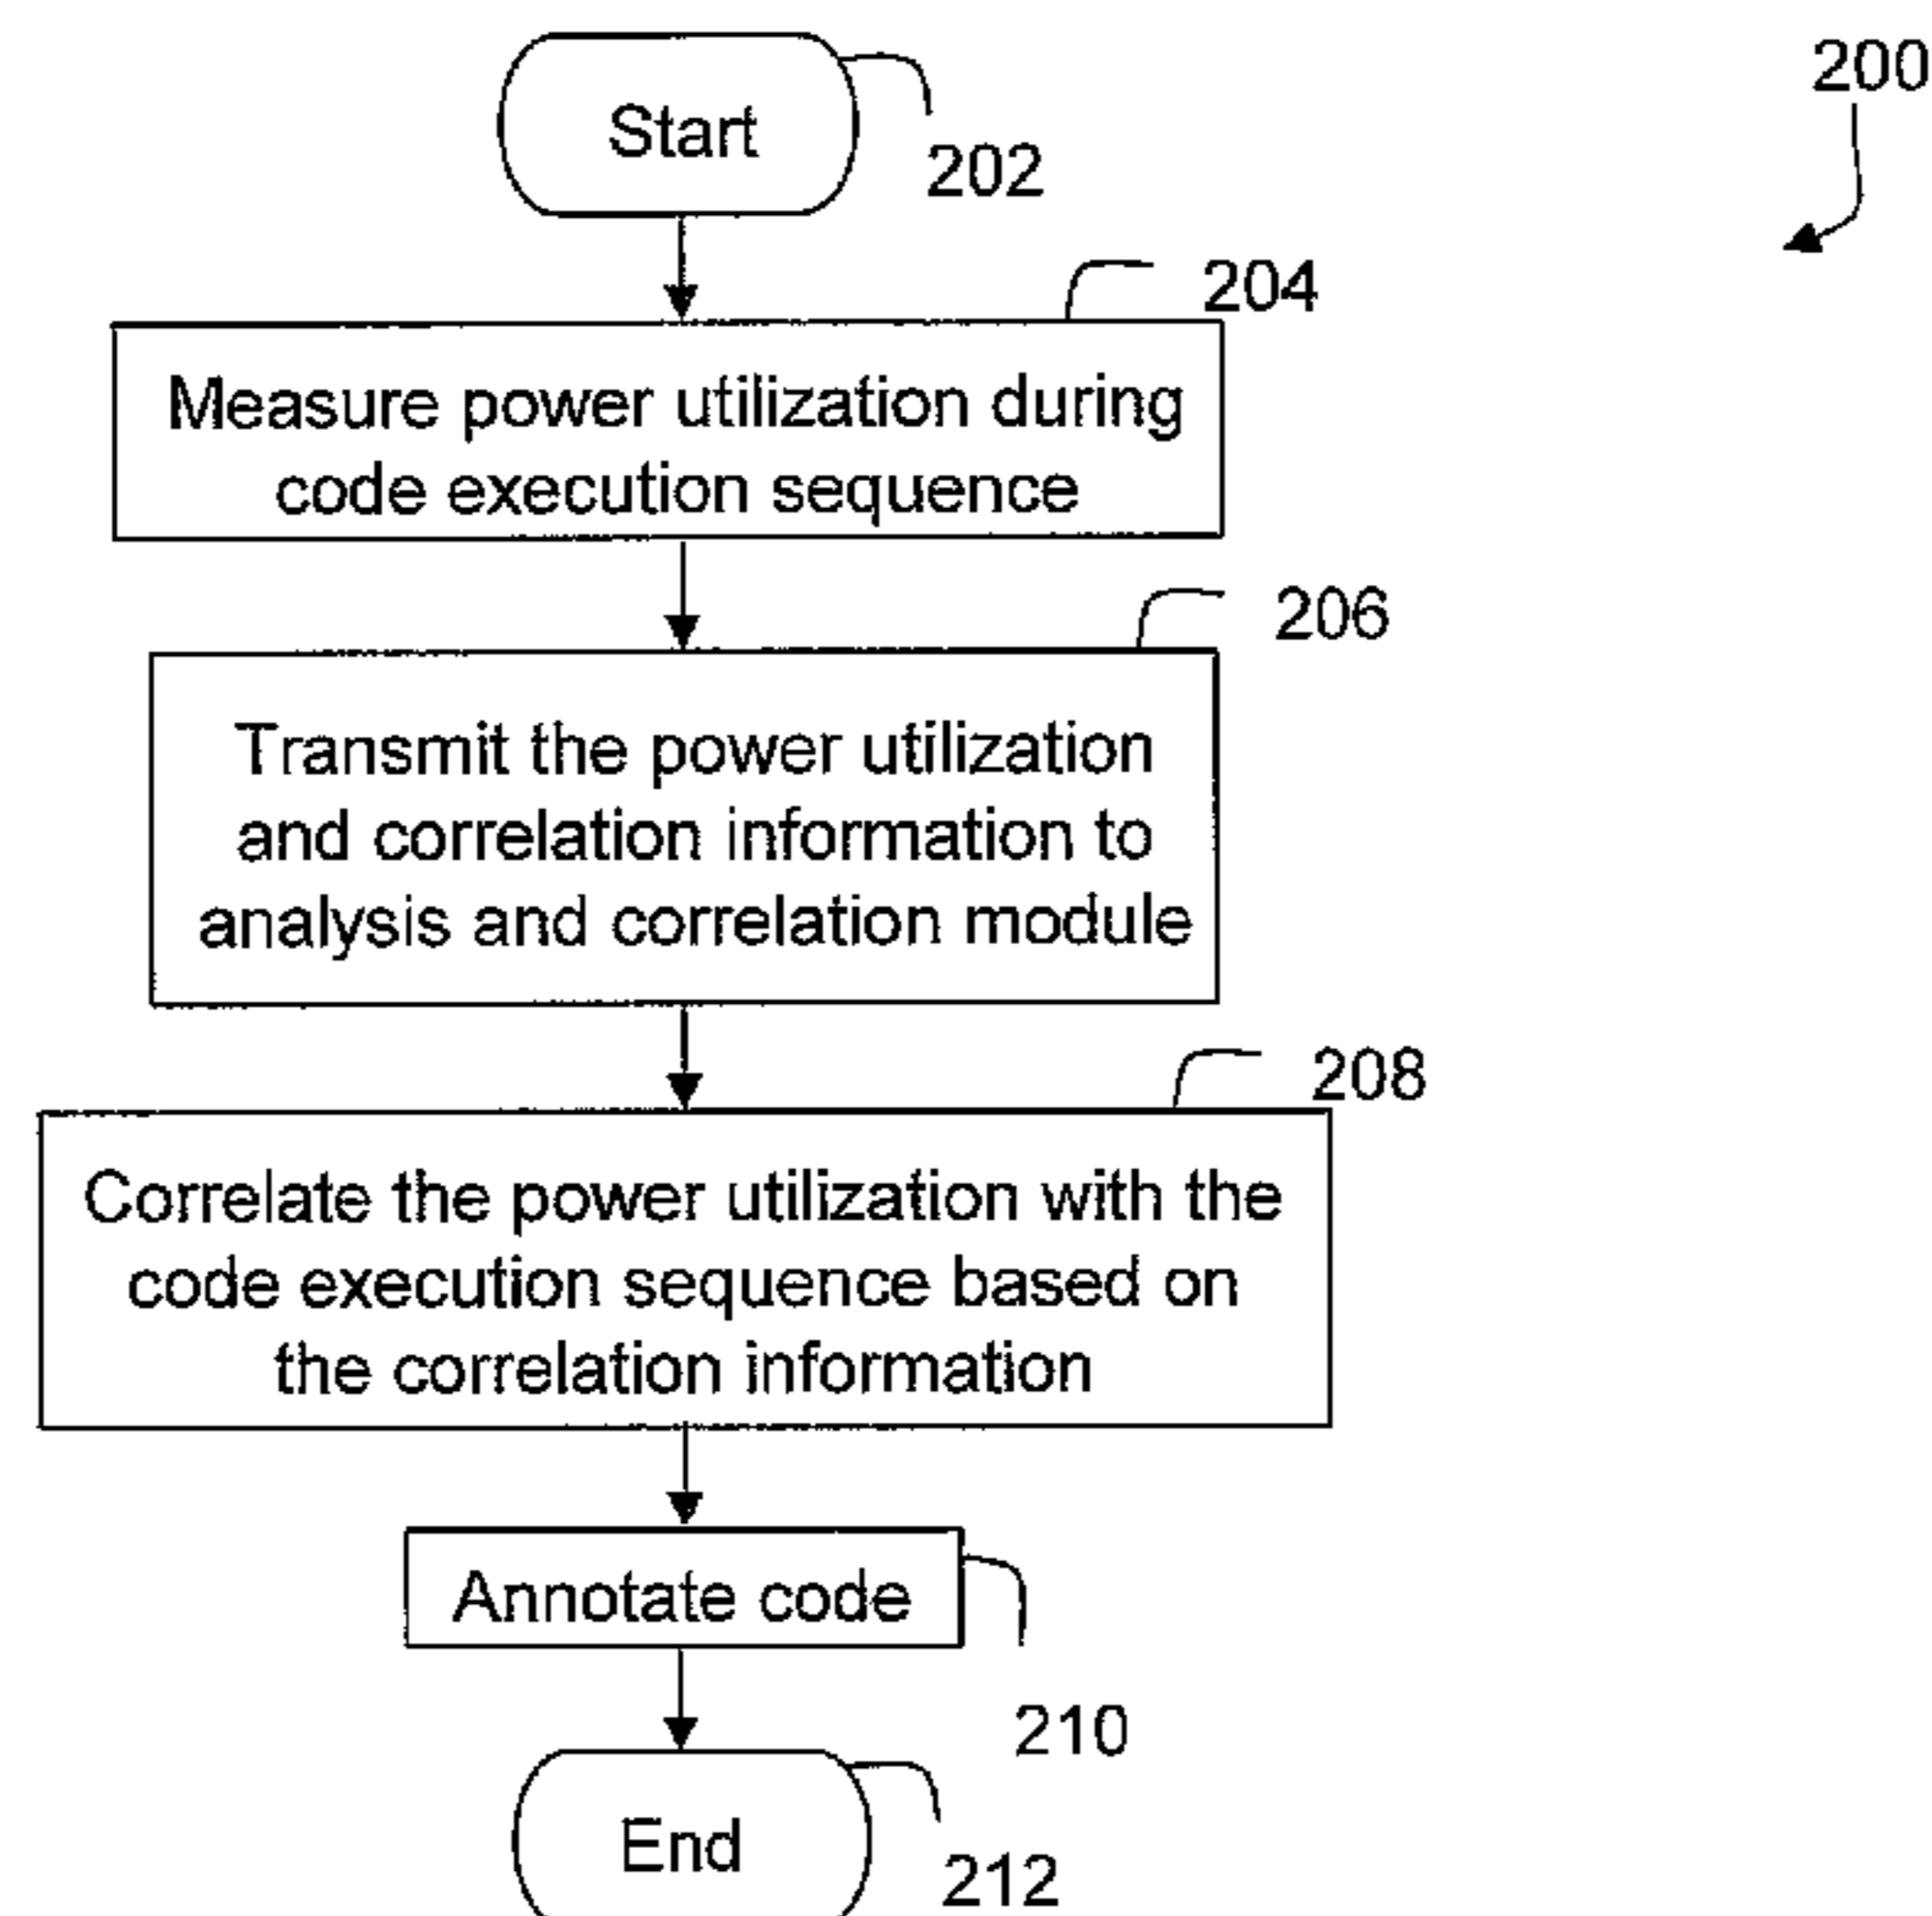 200
Start
202
204
Measure power utilization during
code execution sequence
206
Transmit the power utilization
and correlation information to
analysis and correlation module
208
Correlate the power utilization with the
code execution sequence based on
the correlation information
Annotate code
210
End
212